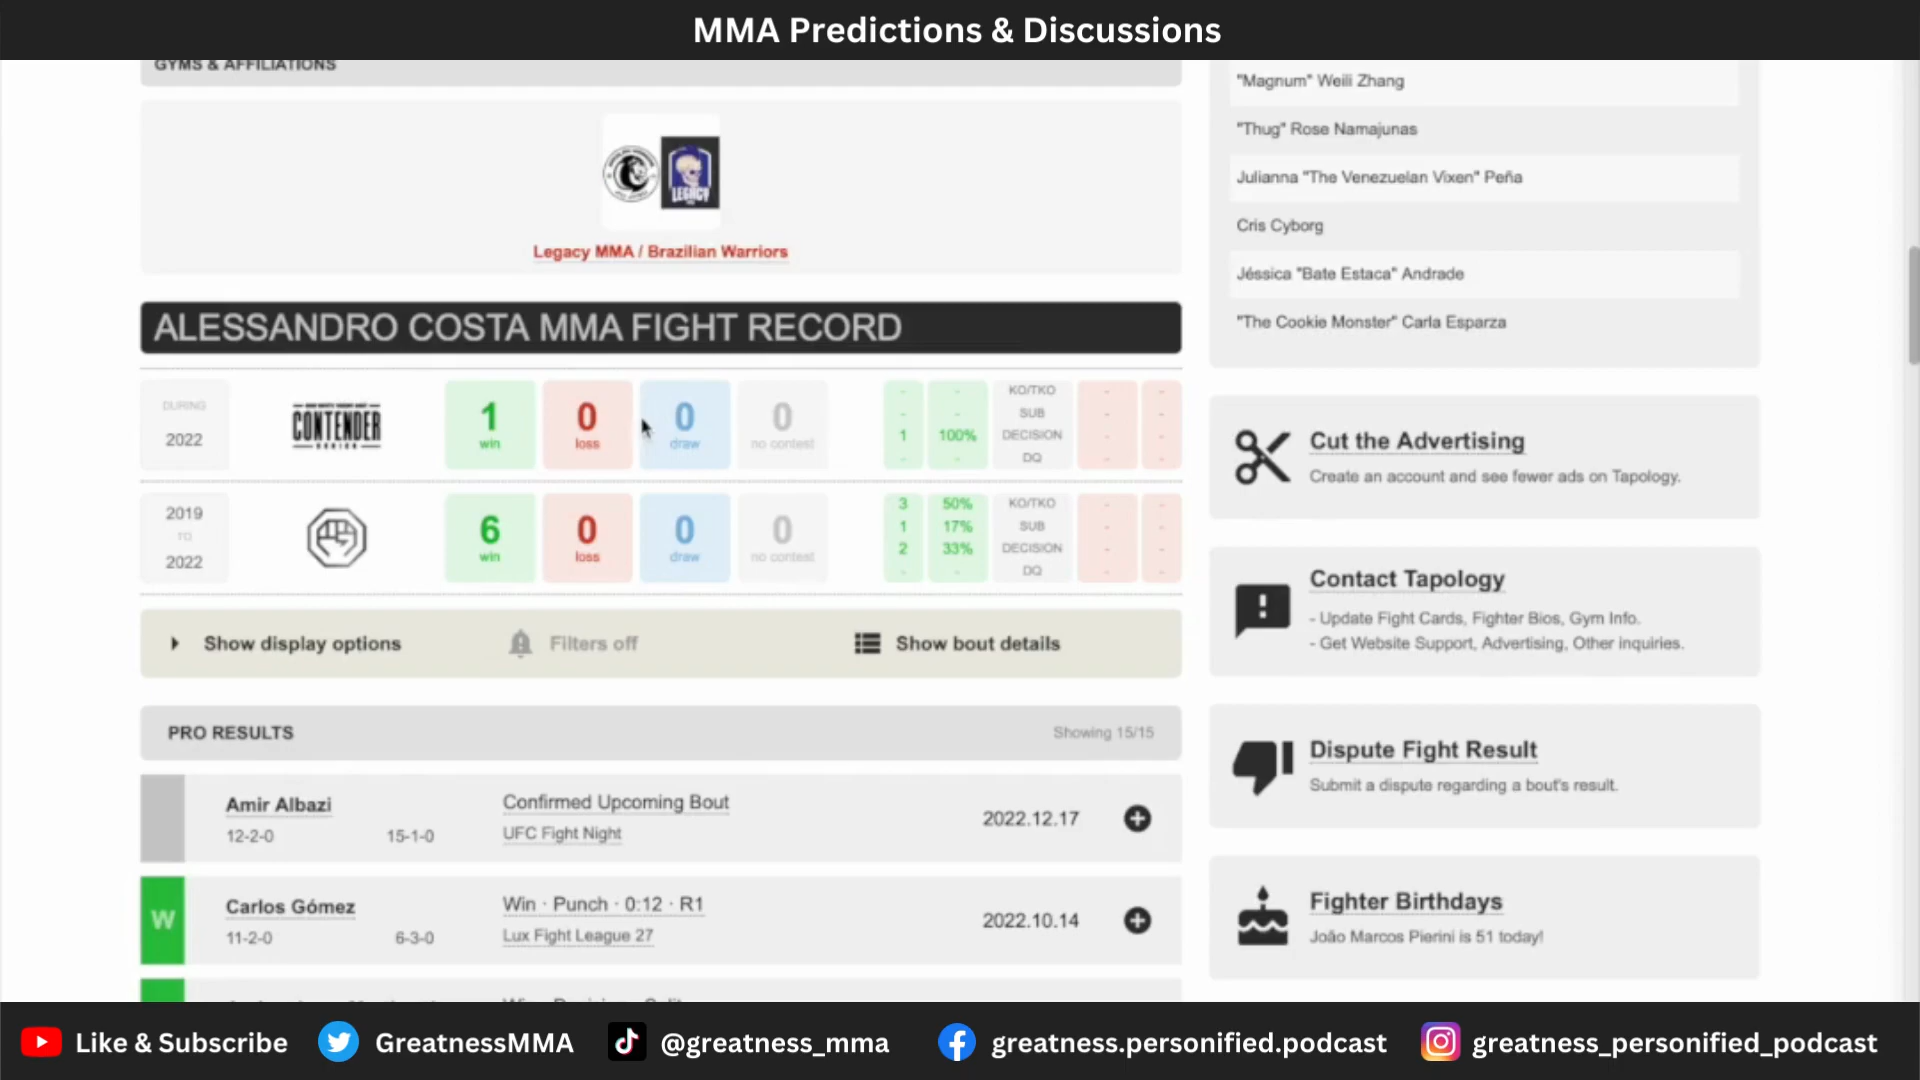 MMA Predictions & Discussions
GYMS & AFFILIATIONS
LEGACY
Legacy MMA / Brazilian Warriors
ALESSANDRO COSTA MMA FIGHT RECORD
DURING
2022
CONTENDER
SERIES
1
win
0
loss
0
draw
0
no contest
- - KO/TKO - -
- - SUB - -
1 100% DECISION - -
- - DQ - -
2019
TO
2022
6
win
0
loss
0
draw
0
no contest
3 50% KO/TKO - -
1 17% SUB - -
2 33% DECISION - -
- - DQ - -
Show display options
Filters off
Show bout details
PRO RESULTS
Showing 15/15
Amir Albazi
12-2-0 15-1-0
Confirmed Upcoming Bout
UFC Fight Night
2022.12.17
W
Carlos Gómez
11-2-0 6-3-0
Win · Punch · 0:12 · R1
Lux Fight League 27
2022.10.14
"Magnum" Weili Zhang
"Thug" Rose Namajunas
Julianna "The Venezuelan Vixen" Peña
Cris Cyborg
Jéssica "Bate Estaca" Andrade
"The Cookie Monster" Carla Esparza
Cut the Advertising
Create an account and see fewer ads on Tapology.
Contact Tapology
- Update Fight Cards, Fighter Bios, Gym Info.
- Get Website Support, Advertising, Other inquiries.
Dispute Fight Result
Submit a dispute regarding a bout's result.
Fighter Birthdays
João Marcos Pierini is 51 today!
Like & Subscribe
GreatnessMMA
@greatness_mma
greatness.personified.podcast
greatness_personified_podcast